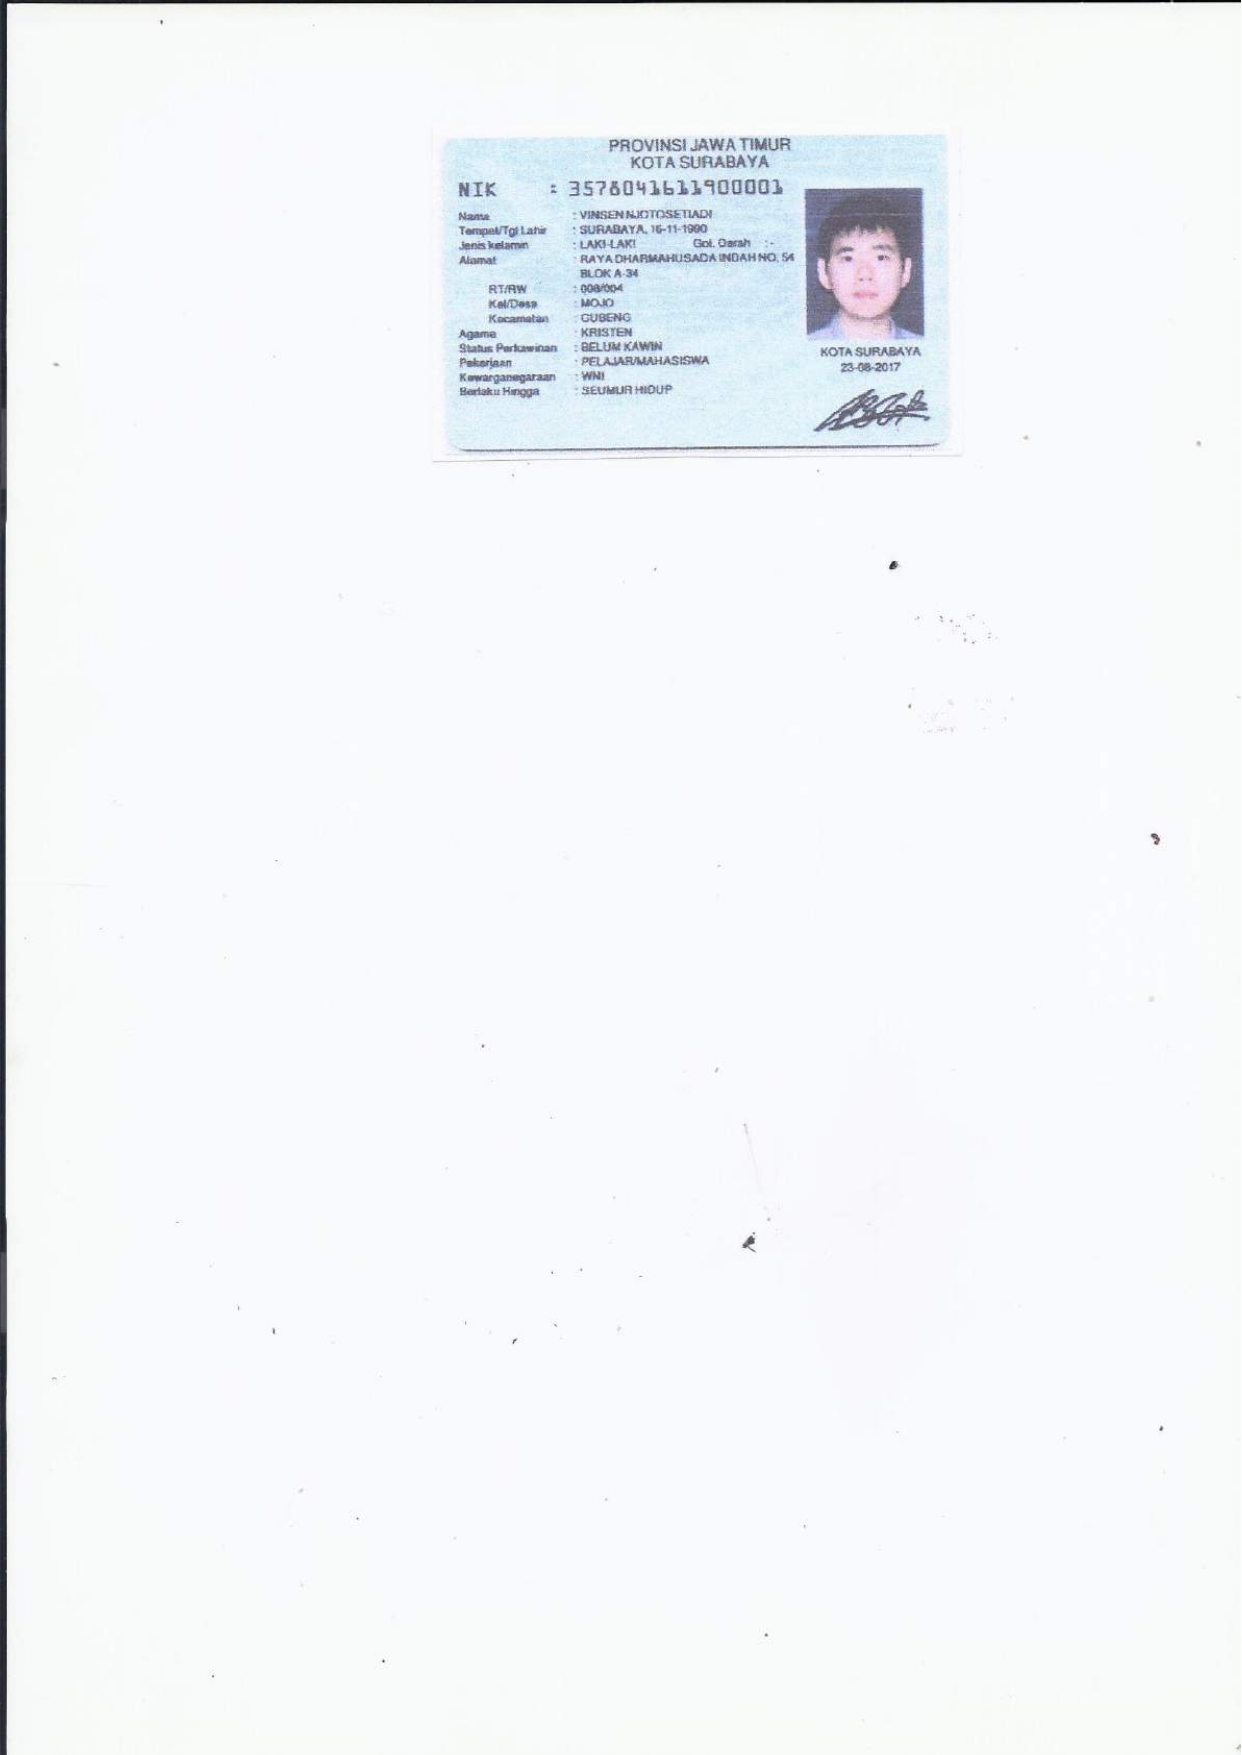 PROVINSI JAWA TIMUR
KOTA SURABAYA
NIK : 3578041611900001
Nama : VINSEN NJOTOSETIADI
Tempat/Tgl Lahir : SURABAYA, 16-11-1990
Jenis kelamin : LAKI-LAKI Gol. Darah :-
Alamat : RAYA DHARMAHUSADA INDAH NO. 54
BLOK A-34
RT/RW : 008/004
Kel/Desa : MOJO
Kecamatan : GUBENG
Agama : KRISTEN
Status Perkawinan : BELUM KAWIN
Pekerjaan : PELAJAR/MAHASISWA
Kewarganegaraan : WNI
Berlaku Hingga : SEUMUR HIDUP
KOTA SURABAYA
23-08-2017